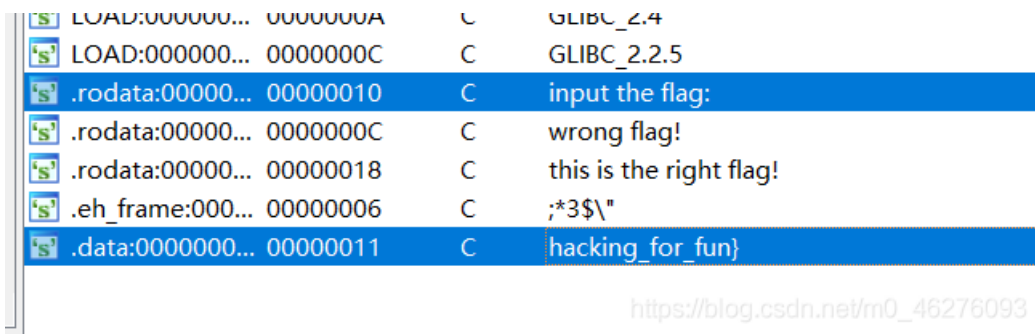 LOAD:000000... 0000000A C GLIBC_2.4
's' LOAD:000000... 0000000C C GLIBC_2.2.5
's' .rodata:00000... 00000010 C input the flag:
's' .rodata:00000... 0000000C C wrong flag!
's' .rodata:00000... 00000018 C this is the right flag!
's' .eh_frame:000... 00000006 C ;*3$\"
's' .data:0000000... 00000011 C hacking_for_fun}
https://blog.csdn.net/m0_46276093